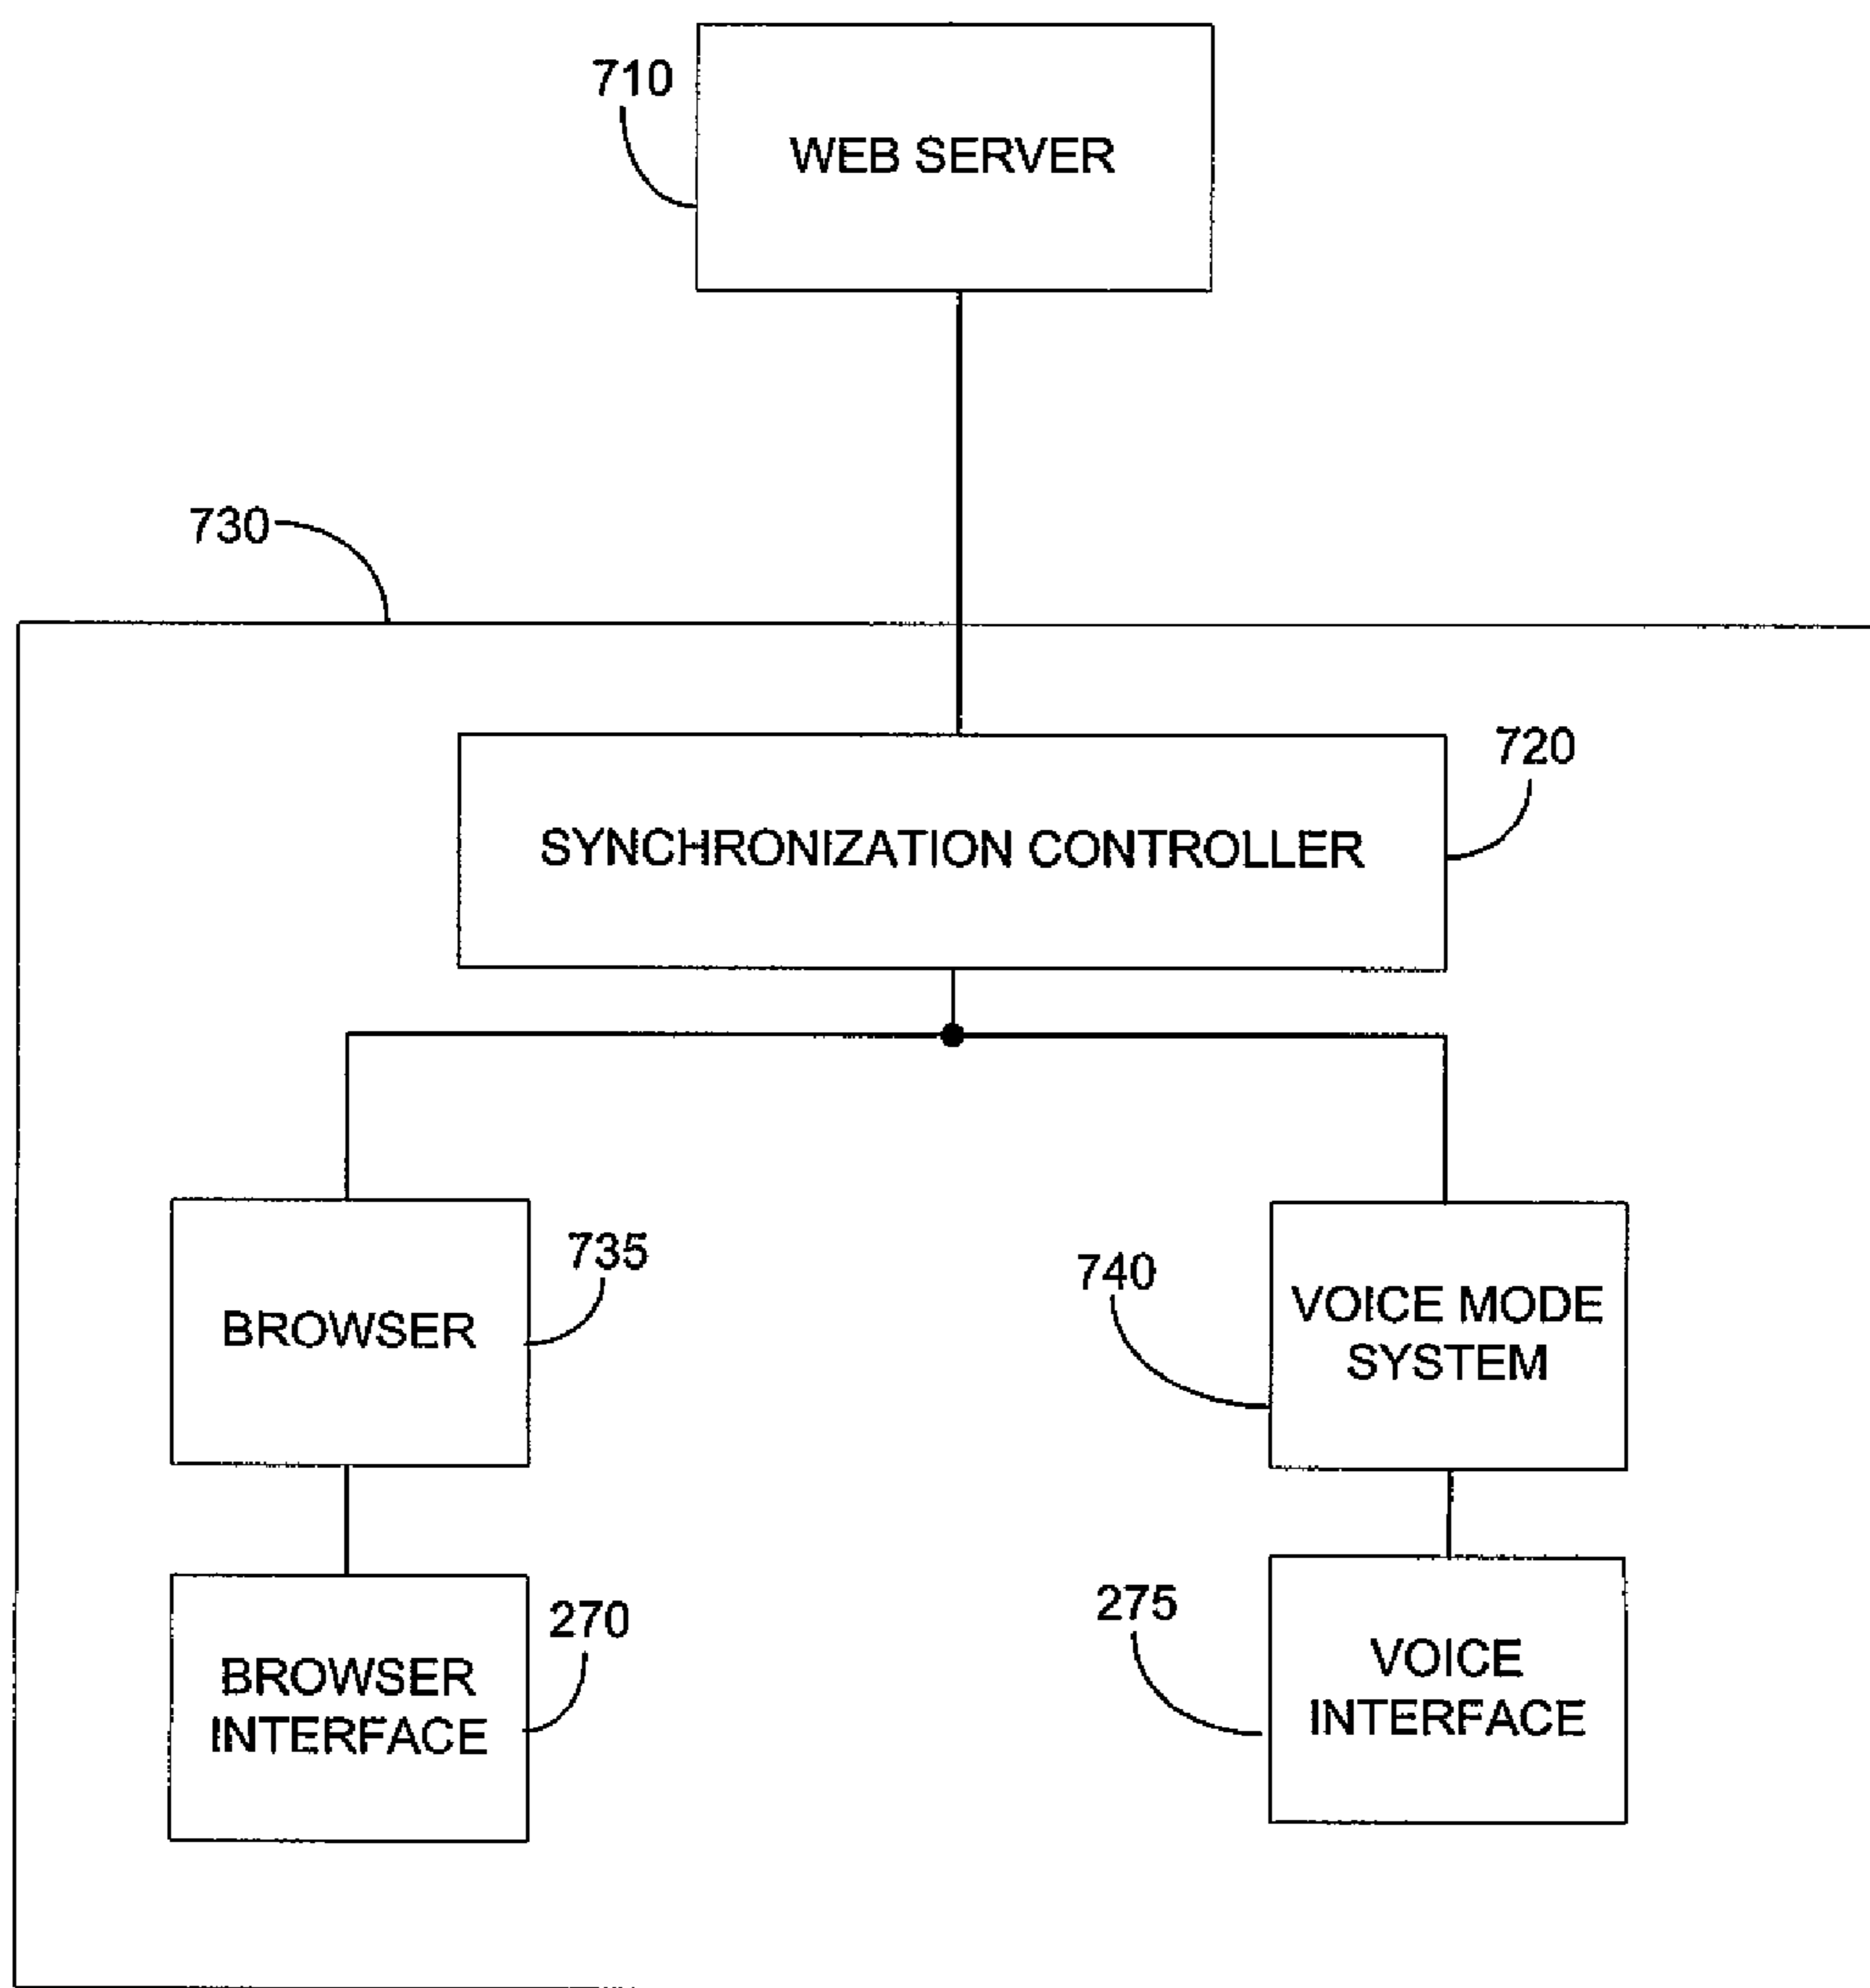 710
WEB SERVER
730
720
SYNCHRONIZATION CONTROLLER
735
BROWSER
740
VOICE MODE
SYSTEM
270
BROWSER
INTERFACE
275
VOICE
INTERFACE